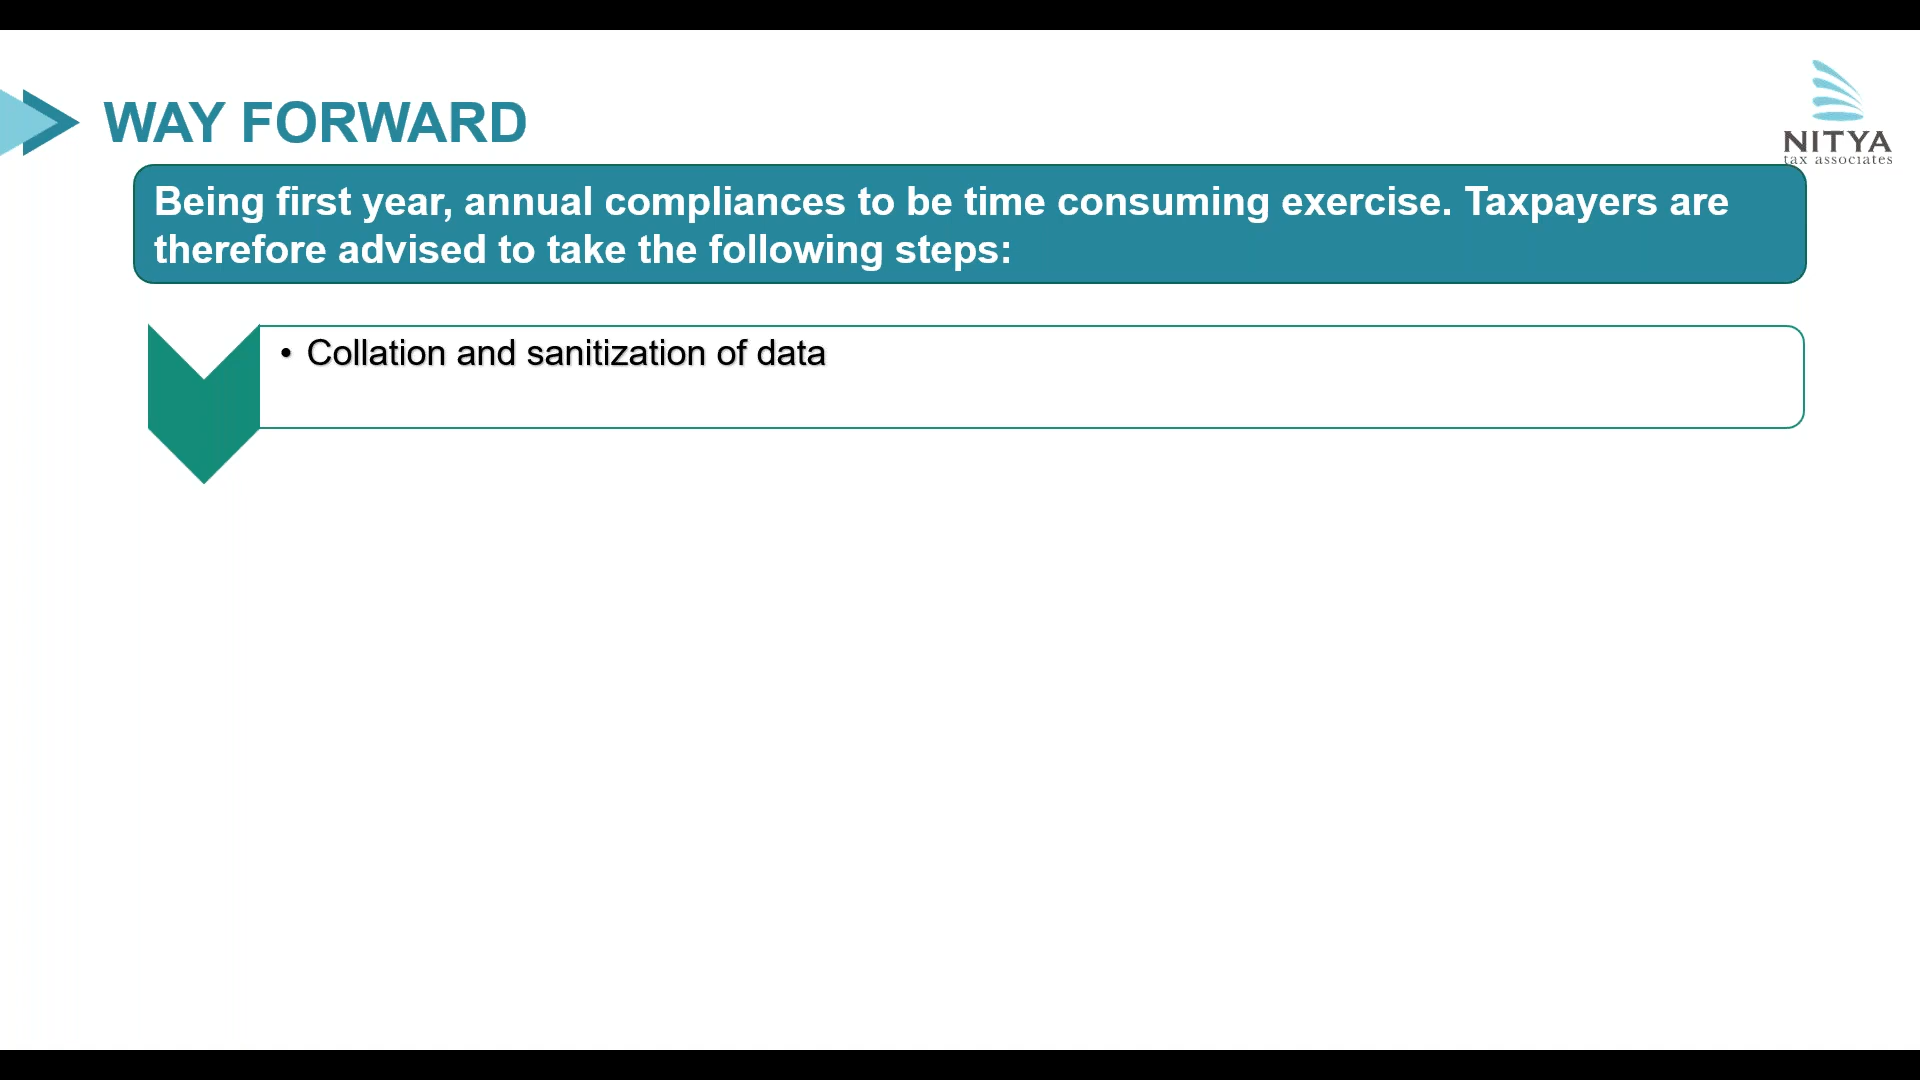 WAY FORWARD
NITYA
tax associates
Being first year, annual compliances to be time consuming exercise. Taxpayers are
therefore advised to take the following steps:
• Collation and sanitization of data